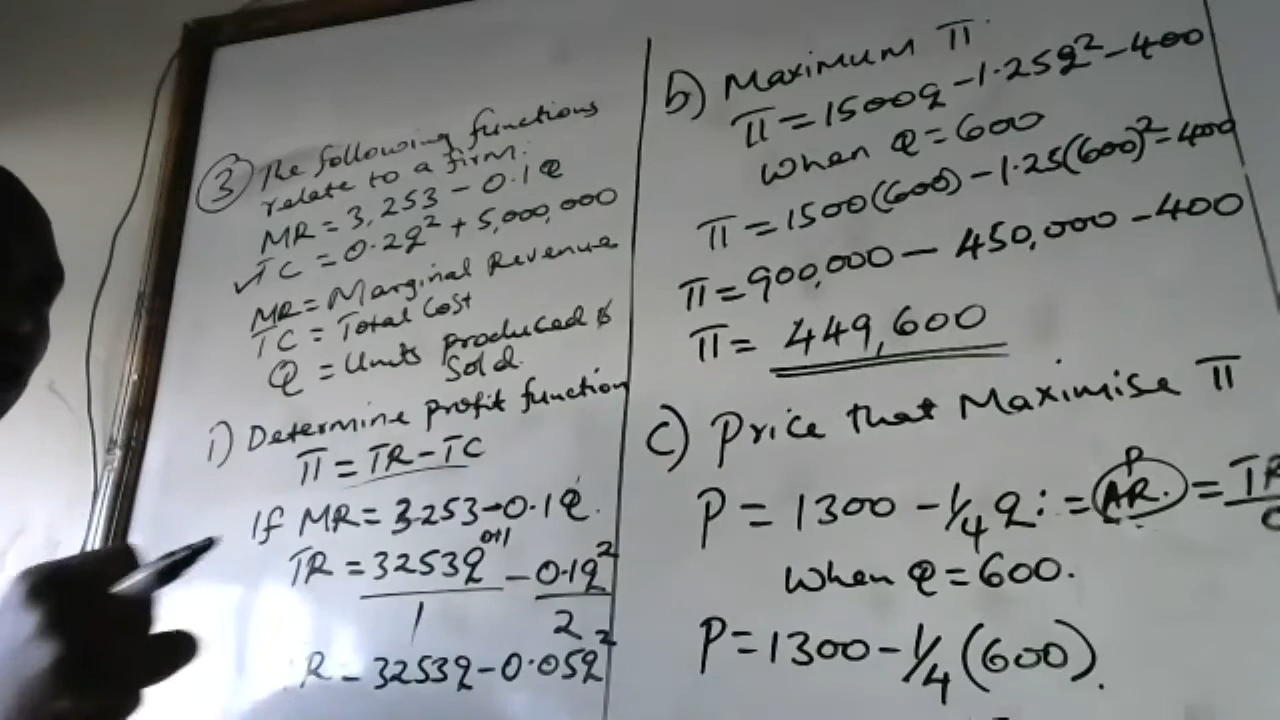 ③ The following functions
relate to a firm.
MR = 3,253 - 0.1Q
✓TC = 0.2q² + 5,000,000
MR = Marginal Revenue
TC = Total Cost
Q = Units produced &
Sold.
i) Determine profit function
Π = TR - TC
If MR = 3253 - 0.1Q.
TR = 3253q⁰⁺¹/1 - 0.1q²/2
R = 3253q - 0.05q²
b) Maximum Π
Π = 1500q - 1.25q² - 400
When Q = 600
Π = 1500(600) - 1.25(600)² = 400
Π = 900,000 - 450,000 - 400
Π = 449,600
c) Price that Maximise Π
P
P = 1300 - 1/4 q : = AR. = TR
When Q = 600.
P = 1300 - 1/4 (600).